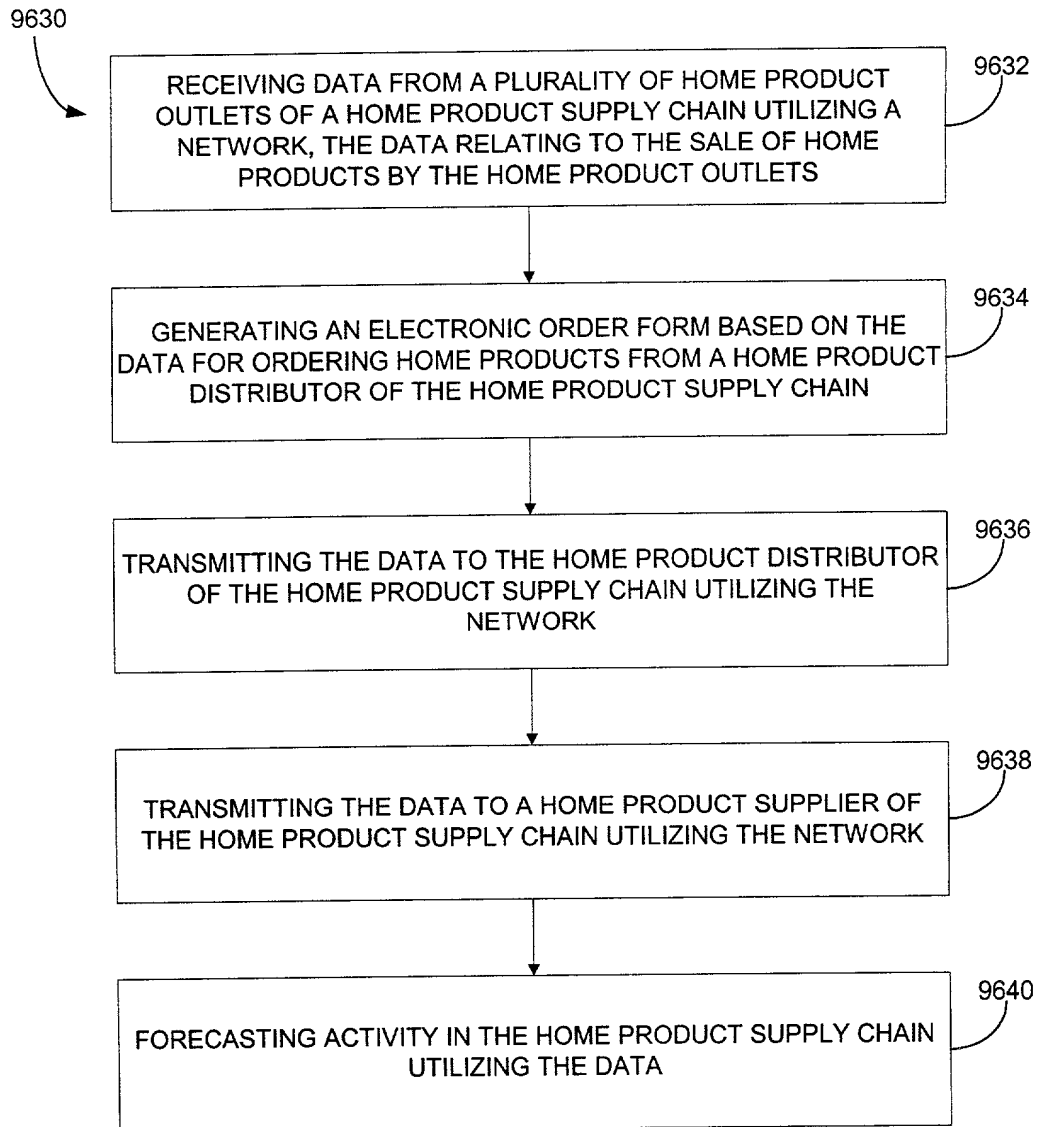 9630
RECEIVING DATA FROM A PLURALITY OF HOME PRODUCT
OUTLETS OF A HOME PRODUCT SUPPLY CHAIN UTILIZING A
NETWORK, THE DATA RELATING TO THE SALE OF HOME
PRODUCTS BY THE HOME PRODUCT OUTLETS
9632
GENERATING AN ELECTRONIC ORDER FORM BASED ON THE
DATA FOR ORDERING HOME PRODUCTS FROM A HOME PRODUCT
DISTRIBUTOR OF THE HOME PRODUCT SUPPLY CHAIN
9634
TRANSMITTING THE DATA TO THE HOME PRODUCT DISTRIBUTOR
OF THE HOME PRODUCT SUPPLY CHAIN UTILIZING THE
NETWORK
9636
TRANSMITTING THE DATA TO A HOME PRODUCT SUPPLIER OF
THE HOME PRODUCT SUPPLY CHAIN UTILIZING THE NETWORK
9638
FORECASTING ACTIVITY IN THE HOME PRODUCT SUPPLY CHAIN
UTILIZING THE DATA
9640